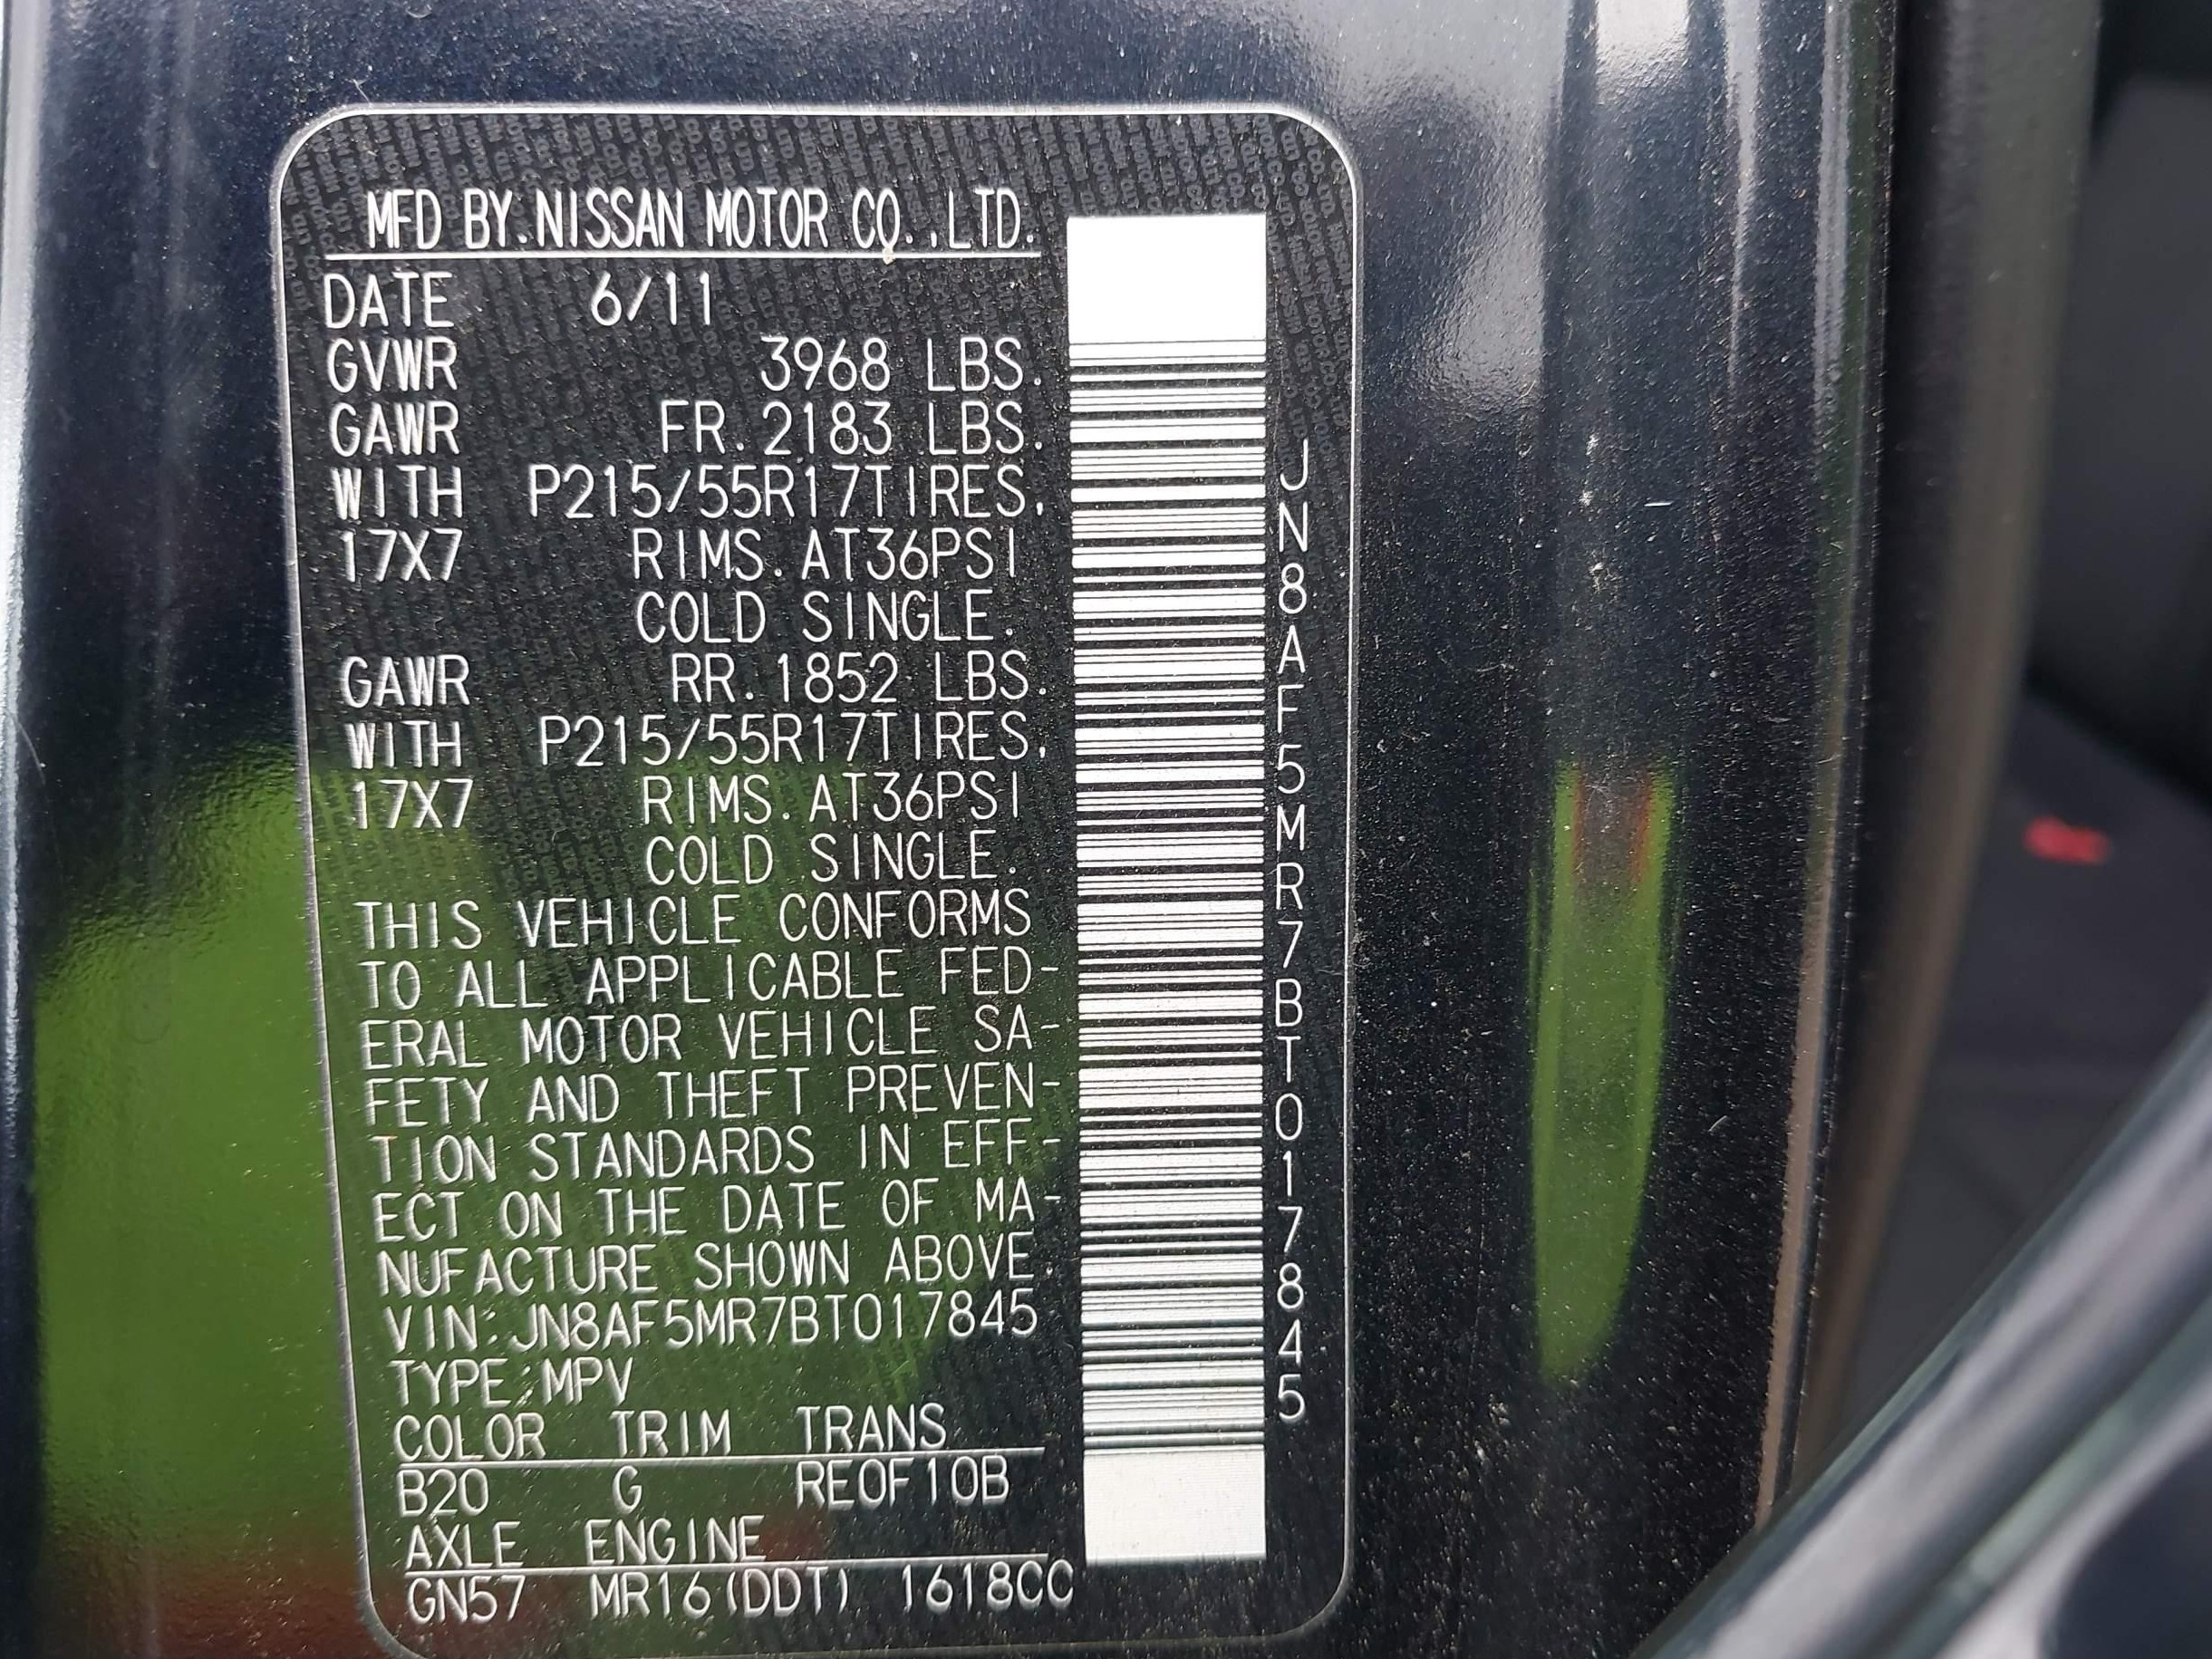 MFD BY.NISSAN MOTOR CO.,LTD.
DATE 6/11
GVWR 3968 LBS.
GAWR FR.2183 LBS.
WITH P215/55R17TIRES,
17X7 RIMS.AT36PSI
COLD SINGLE.
GAWR RR.1852 LBS.
WITH P215/55R17TIRES,
17X7 RIMS.AT36PSI
COLD SINGLE.
THIS VEHICLE CONFORMS
TO ALL APPLICABLE FED-
ERAL MOTOR VEHICLE SA-
FETY AND THEFT PREVEN-
TION STANDARDS IN EFF-
ECT ON THE DATE OF MA-
NUFACTURE SHOWN ABOVE.
VIN:JN8AF5MR7BT017845
TYPE:MPV
COLOR TRIM TRANS
B20 G RE0F10B
AXLE ENGINE
GN57 MR16(DDT) 1618CC
JN8AF5MR7BT017845